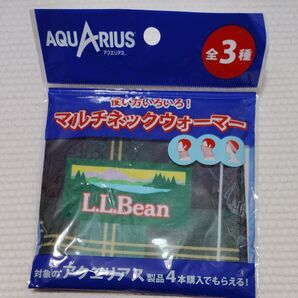 AQUARIUS
アクエリアス
全3種
使い方いろいろ!
マルチネックウォーマー
L.L.Bean
対象のアクエリアス製品4本購入でもらえる!